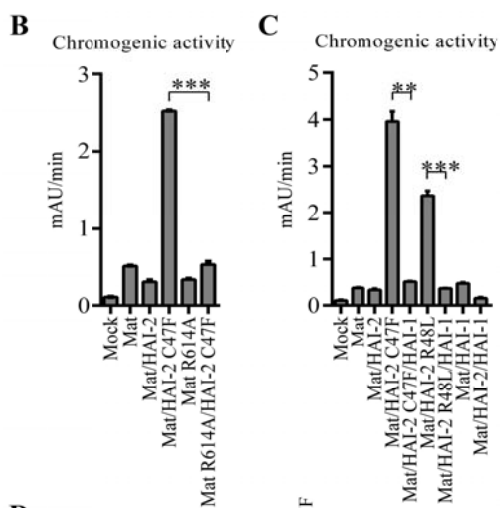 B
Chromogenic activity
mAU/min
3
2
1
0
***
Mock
Mat
Mat/HAI-2
Mat/HAI-2 C47F
Mat R614A
Mat R614A/HAI-2 C47F
C
Chromogenic activity
mAU/min
5
4
3
2
1
0
**
***
Mock
Mat
Mat/HAI-2
Mat/HAI-2 C47F
Mat/HAI-2 C47F/HAI-1
Mat/HAI-2 R48L
Mat/HAI-2 R48L/HAI-1
Mat/HAI-1
Mat/HAI-2/HAI-1